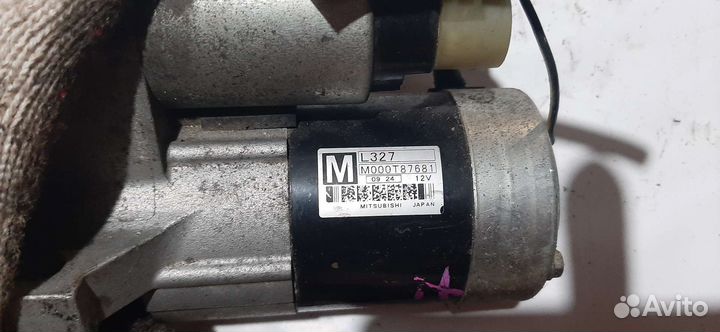 M
L327
M000T87681
09 24 12V
MITSUBISHI JAPAN
Avito